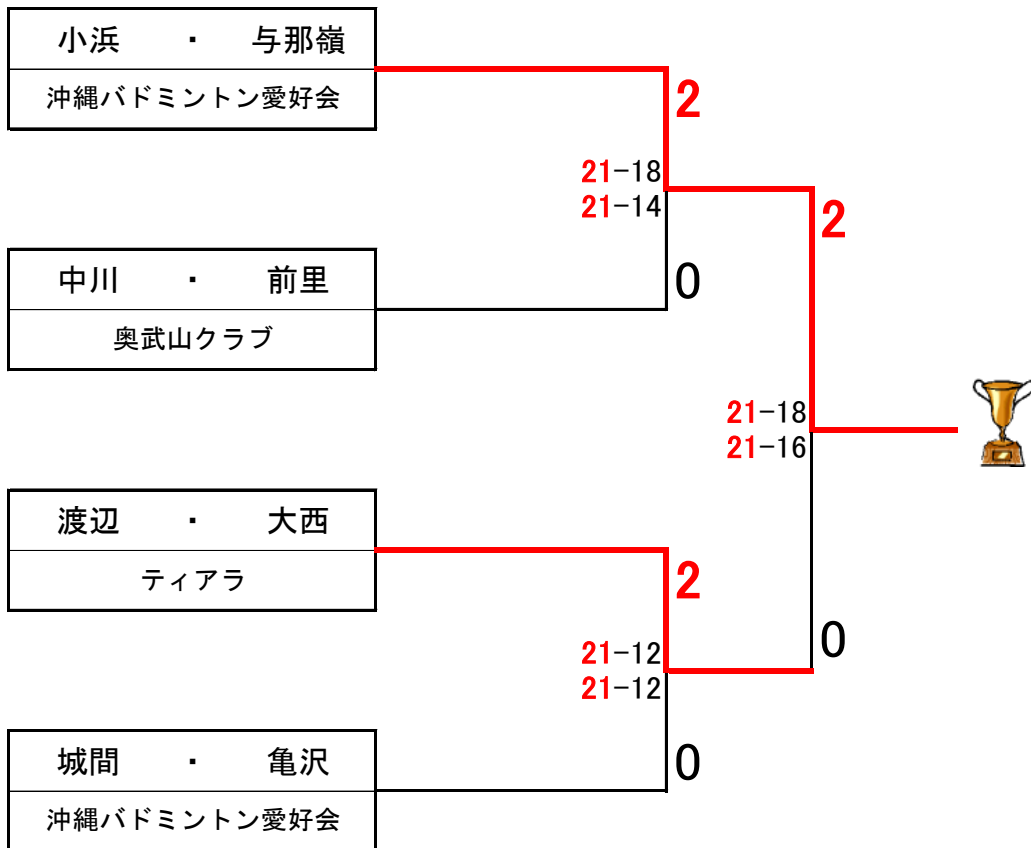 小浜 ・ 与那嶺
沖縄バドミントン愛好会
2
21-18
21-14
2
中川 ・ 前里
0
奥武山クラブ
21-18
21-16
渡辺 ・ 大西
ティアラ
2
0
21-12
21-12
城間 ・ 亀沢
0
沖縄バドミントン愛好会